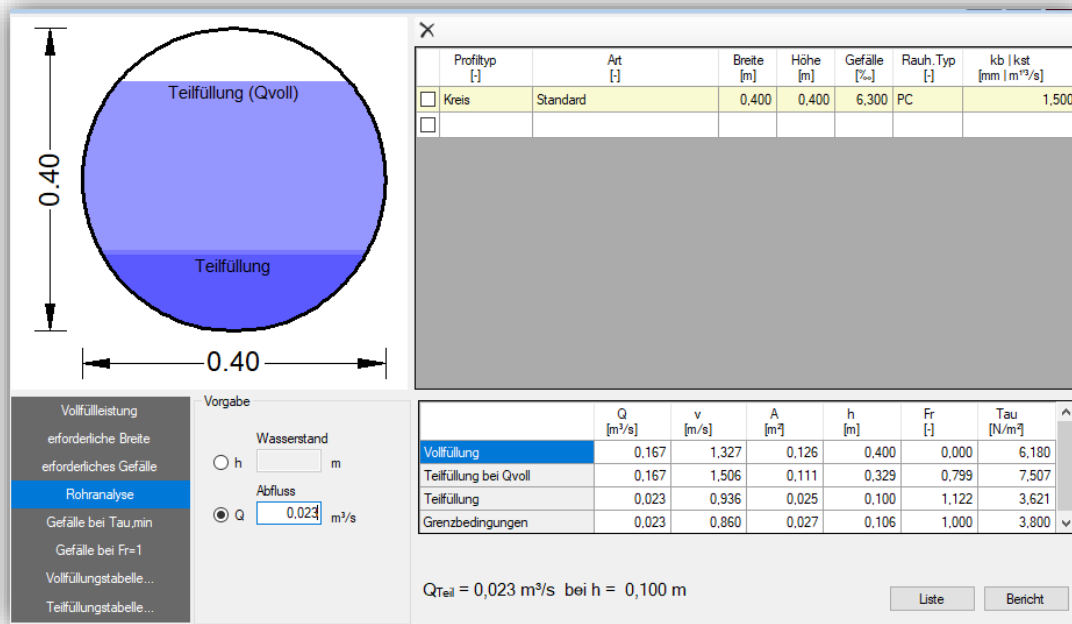 Teilfüllung (Qvoll)
Teilfüllung
0.40
0.40
Profiltyp [-] Art [-] Breite [m] Höhe [m] Gefälle [‰] Rauh.Typ [-] kb | kst [mm | m¹³/s]
Kreis Standard 0,400 0,400 6,300 PC 1,500
Vollfülleistung
erforderliche Breite
erforderliches Gefälle
Rohranalyse
Gefälle bei Tau,min
Gefälle bei Fr=1
Vollfüllungstabelle...
Teilfüllungstabelle...
Vorgabe
Wasserstand
h m
Abfluss
Q 0,023 m³/s
Q [m³/s] v [m/s] A [m²] h [m] Fr [-] Tau [N/m²]
Vollfüllung 0,167 1,327 0,126 0,400 0,000 6,180
Teilfüllung bei Qvoll 0,167 1,506 0,111 0,329 0,799 7,507
Teilfüllung 0,023 0,936 0,025 0,100 1,122 3,621
Grenzbedingungen 0,023 0,860 0,027 0,106 1,000 3,800
QTeil = 0,023 m³/s bei h = 0,100 m
Liste
Bericht